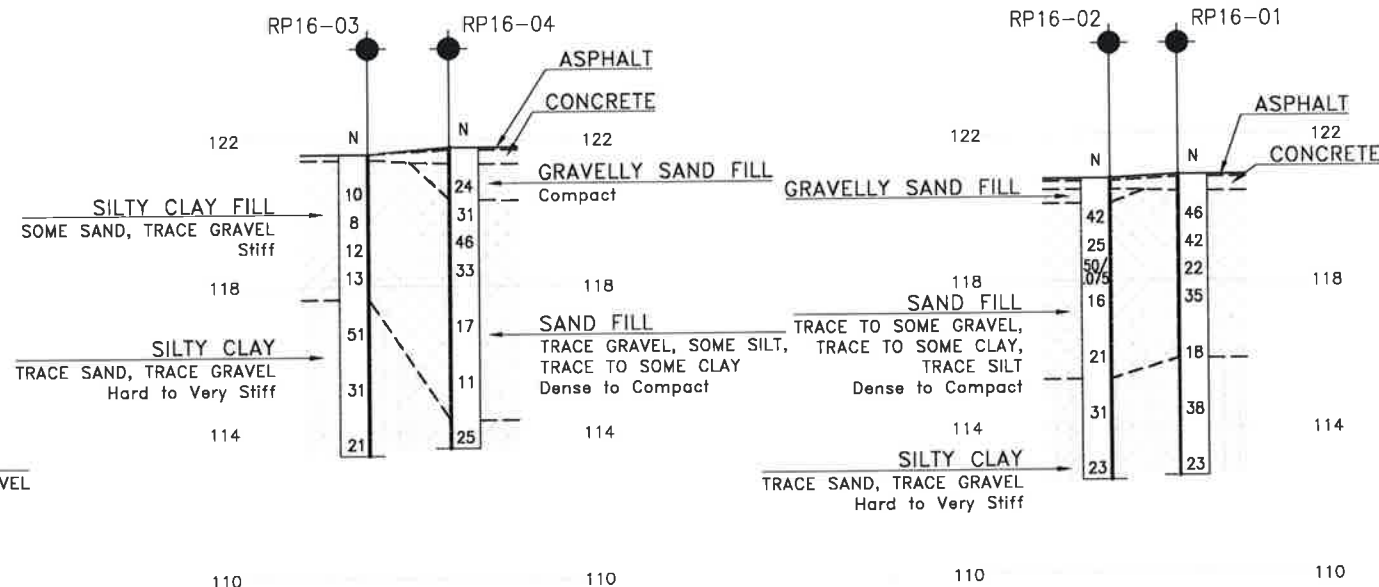 RP16-03
RP16-04
RP16-02
RP16-01
ASPHALT
CONCRETE
ASPHALT
CONCRETE
122
N
N
122
122
N
N
122
GRAVELLY SAND FILL
Compact
GRAVELLY SAND FILL
SILTY CLAY FILL
SOME SAND, TRACE GRAVEL
Stiff
10
8
12
13
51
31
21
24
31
46
33
17
11
25
42
25
50/
.075
16
21
31
23
46
42
22
35
18
38
23
118
118
118
118
SILTY CLAY
TRACE SAND, TRACE GRAVEL
Hard to Very Stiff
SAND FILL
TRACE GRAVEL, SOME SILT,
TRACE TO SOME CLAY
Dense to Compact
SAND FILL
TRACE TO SOME GRAVEL,
TRACE TO SOME CLAY,
TRACE SILT
Dense to Compact
114
114
114
114
VEL
SILTY CLAY
TRACE SAND, TRACE GRAVEL
Hard to Very Stiff
110
110
110
110